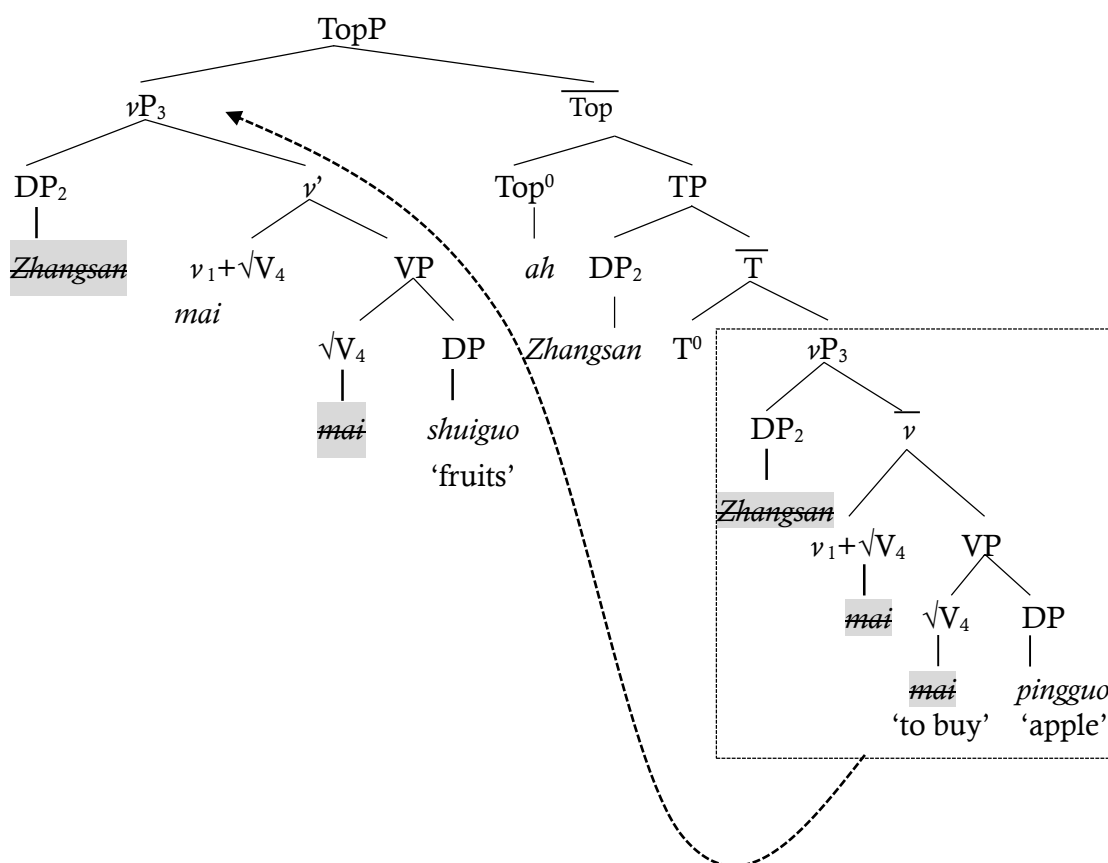 TopP
vP₃ Top
DP₂ v’ Top⁰ TP
Zhangsan v₁+√V₄ VP ah DP₂ T
mai
√V₄ DP Zhangsan T⁰ vP₃
mai shuiguo DP₂ v
‘fruits’
Zhangsan
v₁+√V₄ VP
mai √V₄ DP
mai pingguo
‘to buy’ ‘apple’